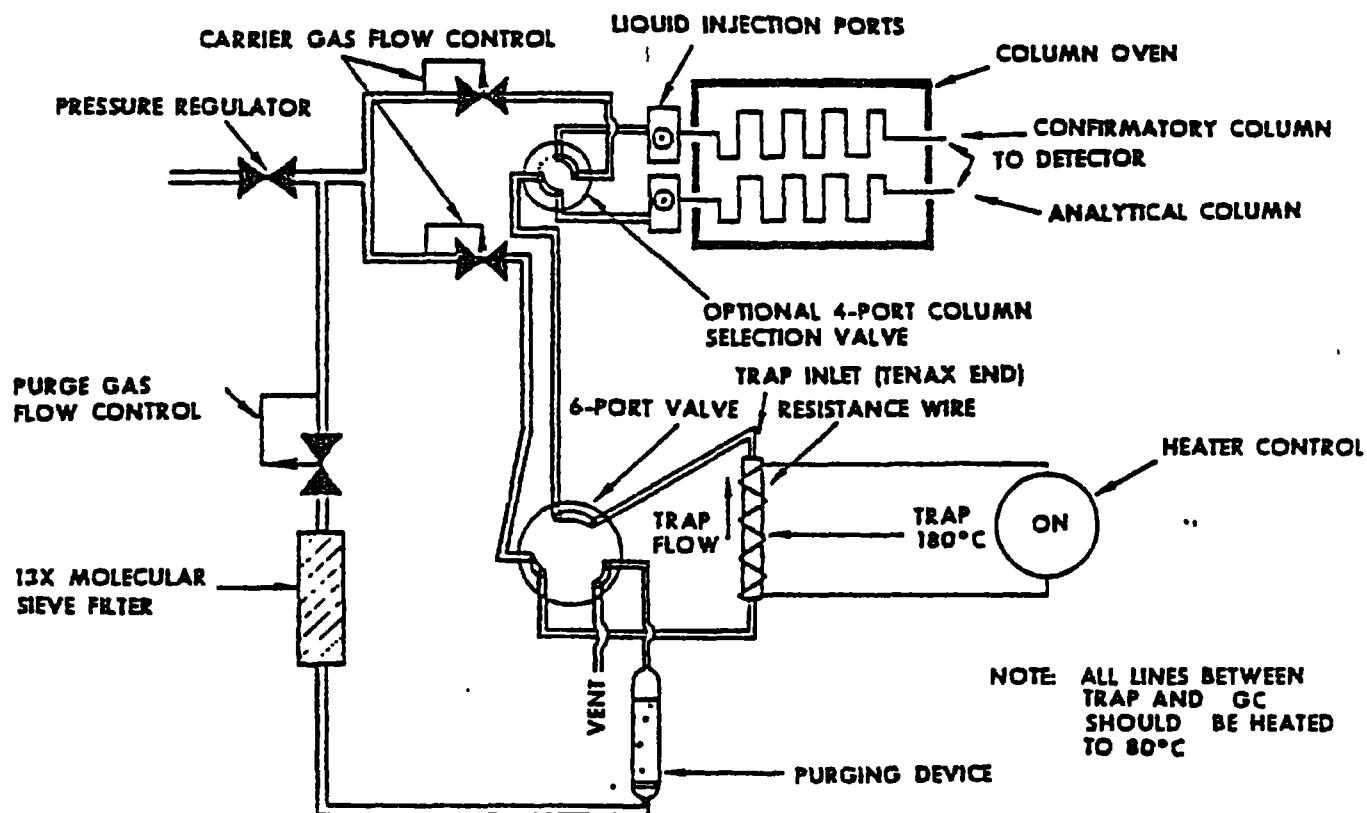 LIQUID INJECTION PORTS
CARRIER GAS FLOW CONTROL
COLUMN OVEN
PRESSURE REGULATOR
CONFIRMATORY COLUMN
TO DETECTOR
ANALYTICAL COLUMN
OPTIONAL 4-PORT COLUMN
SELECTION VALVE
PURGE GAS
FLOW CONTROL
TRAP INLET (TENAX END)
6-PORT VALVE
RESISTANCE WIRE
HEATER CONTROL
TRAP
FLOW
TRAP
180°C
ON
13X MOLECULAR
SIEVE FILTER
VENT
NOTE: ALL LINES BETWEEN
TRAP AND GC
SHOULD BE HEATED
TO 80°C
PURGING DEVICE